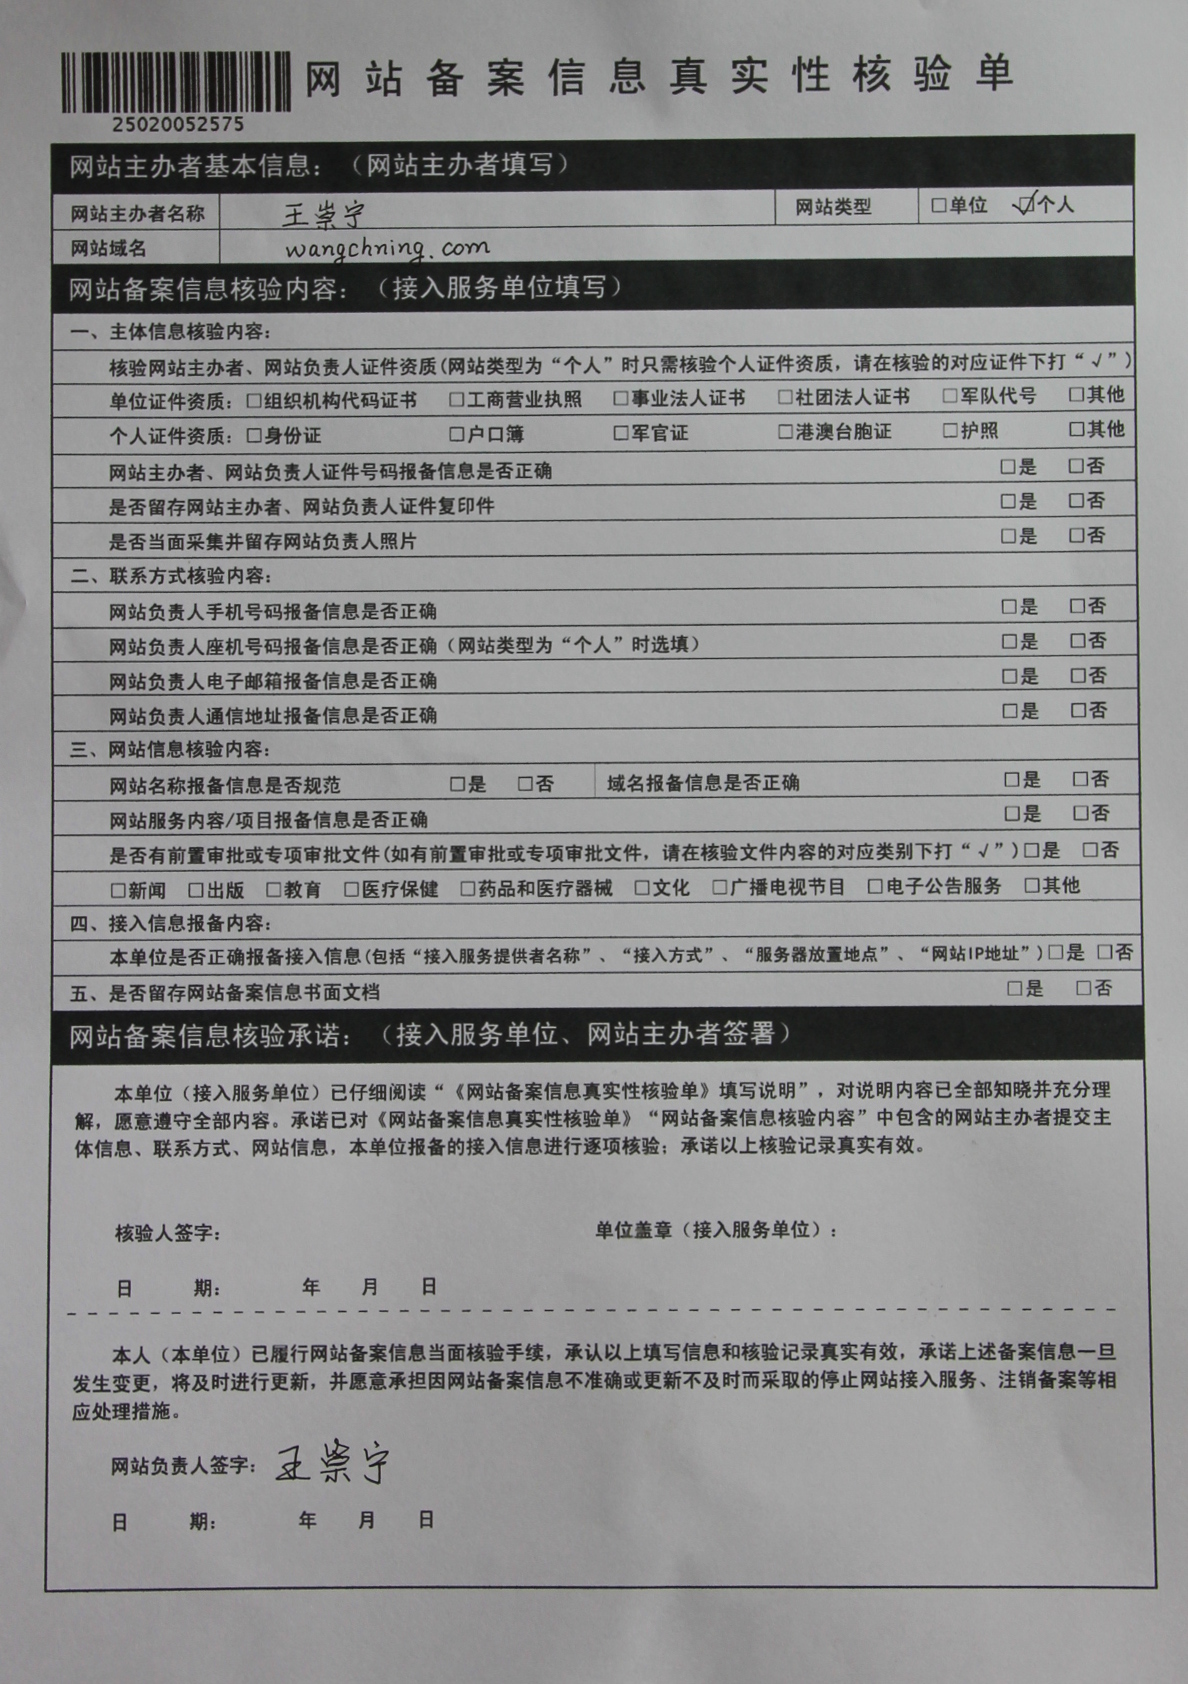 网站备案信息真实性核验单
25020052575
网站主办者基本信息：（网站主办者填写）
网站主办者名称 王崇宁 网站类型 □单位 ☑个人
网站域名 wangchning.com
网站备案信息核验内容：（接入服务单位填写）
一、主体信息核验内容：
核验网站主办者、网站负责人证件资质(网站类型为“个人”时只需核验个人证件资质，请在核验的对应证件下打“√”)
单位证件资质：□组织机构代码证书 □工商营业执照 □事业法人证书 □社团法人证书 □军队代号 □其他
个人证件资质：□身份证 □户口簿 □军官证 □港澳台胞证 □护照 □其他
网站主办者、网站负责人证件号码报备信息是否正确 □是 □否
是否留存网站主办者、网站负责人证件复印件 □是 □否
是否当面采集并留存网站负责人照片 □是 □否
二、联系方式核验内容：
网站负责人手机号码报备信息是否正确 □是 □否
网站负责人座机号码报备信息是否正确（网站类型为“个人”时选填） □是 □否
网站负责人电子邮箱报备信息是否正确 □是 □否
网站负责人通信地址报备信息是否正确 □是 □否
三、网站信息核验内容：
网站名称报备信息是否规范 □是 □否 域名报备信息是否正确 □是 □否
网站服务内容/项目报备信息是否正确 □是 □否
是否有前置审批或专项审批文件(如有前置审批或专项审批文件，请在核验文件内容的对应类别下打“√”)□是 □否
□新闻 □出版 □教育 □医疗保健 □药品和医疗器械 □文化 □广播电视节目 □电子公告服务 □其他
四、接入信息报备内容：
本单位是否正确报备接入信息(包括“接入服务提供者名称”、“接入方式”、“服务器放置地点”、“网站IP地址”)□是 □否
五、是否留存网站备案信息书面文档 □是 □否
网站备案信息核验承诺：（接入服务单位、网站主办者签署）
本单位（接入服务单位）已仔细阅读“《网站备案信息真实性核验单》填写说明”，对说明内容已全部知晓并充分理
解，愿意遵守全部内容。承诺已对《网站备案信息真实性核验单》“网站备案信息核验内容”中包含的网站主办者提交主
体信息、联系方式、网站信息，本单位报备的接入信息进行逐项核验；承诺以上核验记录真实有效。
核验人签字： 单位盖章（接入服务单位）：
日 期： 年 月 日
本人（本单位）已履行网站备案信息当面核验手续，承认以上填写信息和核验记录真实有效，承诺上述备案信息一旦
发生变更，将及时进行更新，并愿意承担因网站备案信息不准确或更新不及时而采取的停止网站接入服务、注销备案等相
应处理措施。
网站负责人签字：王崇宁
日 期： 年 月 日